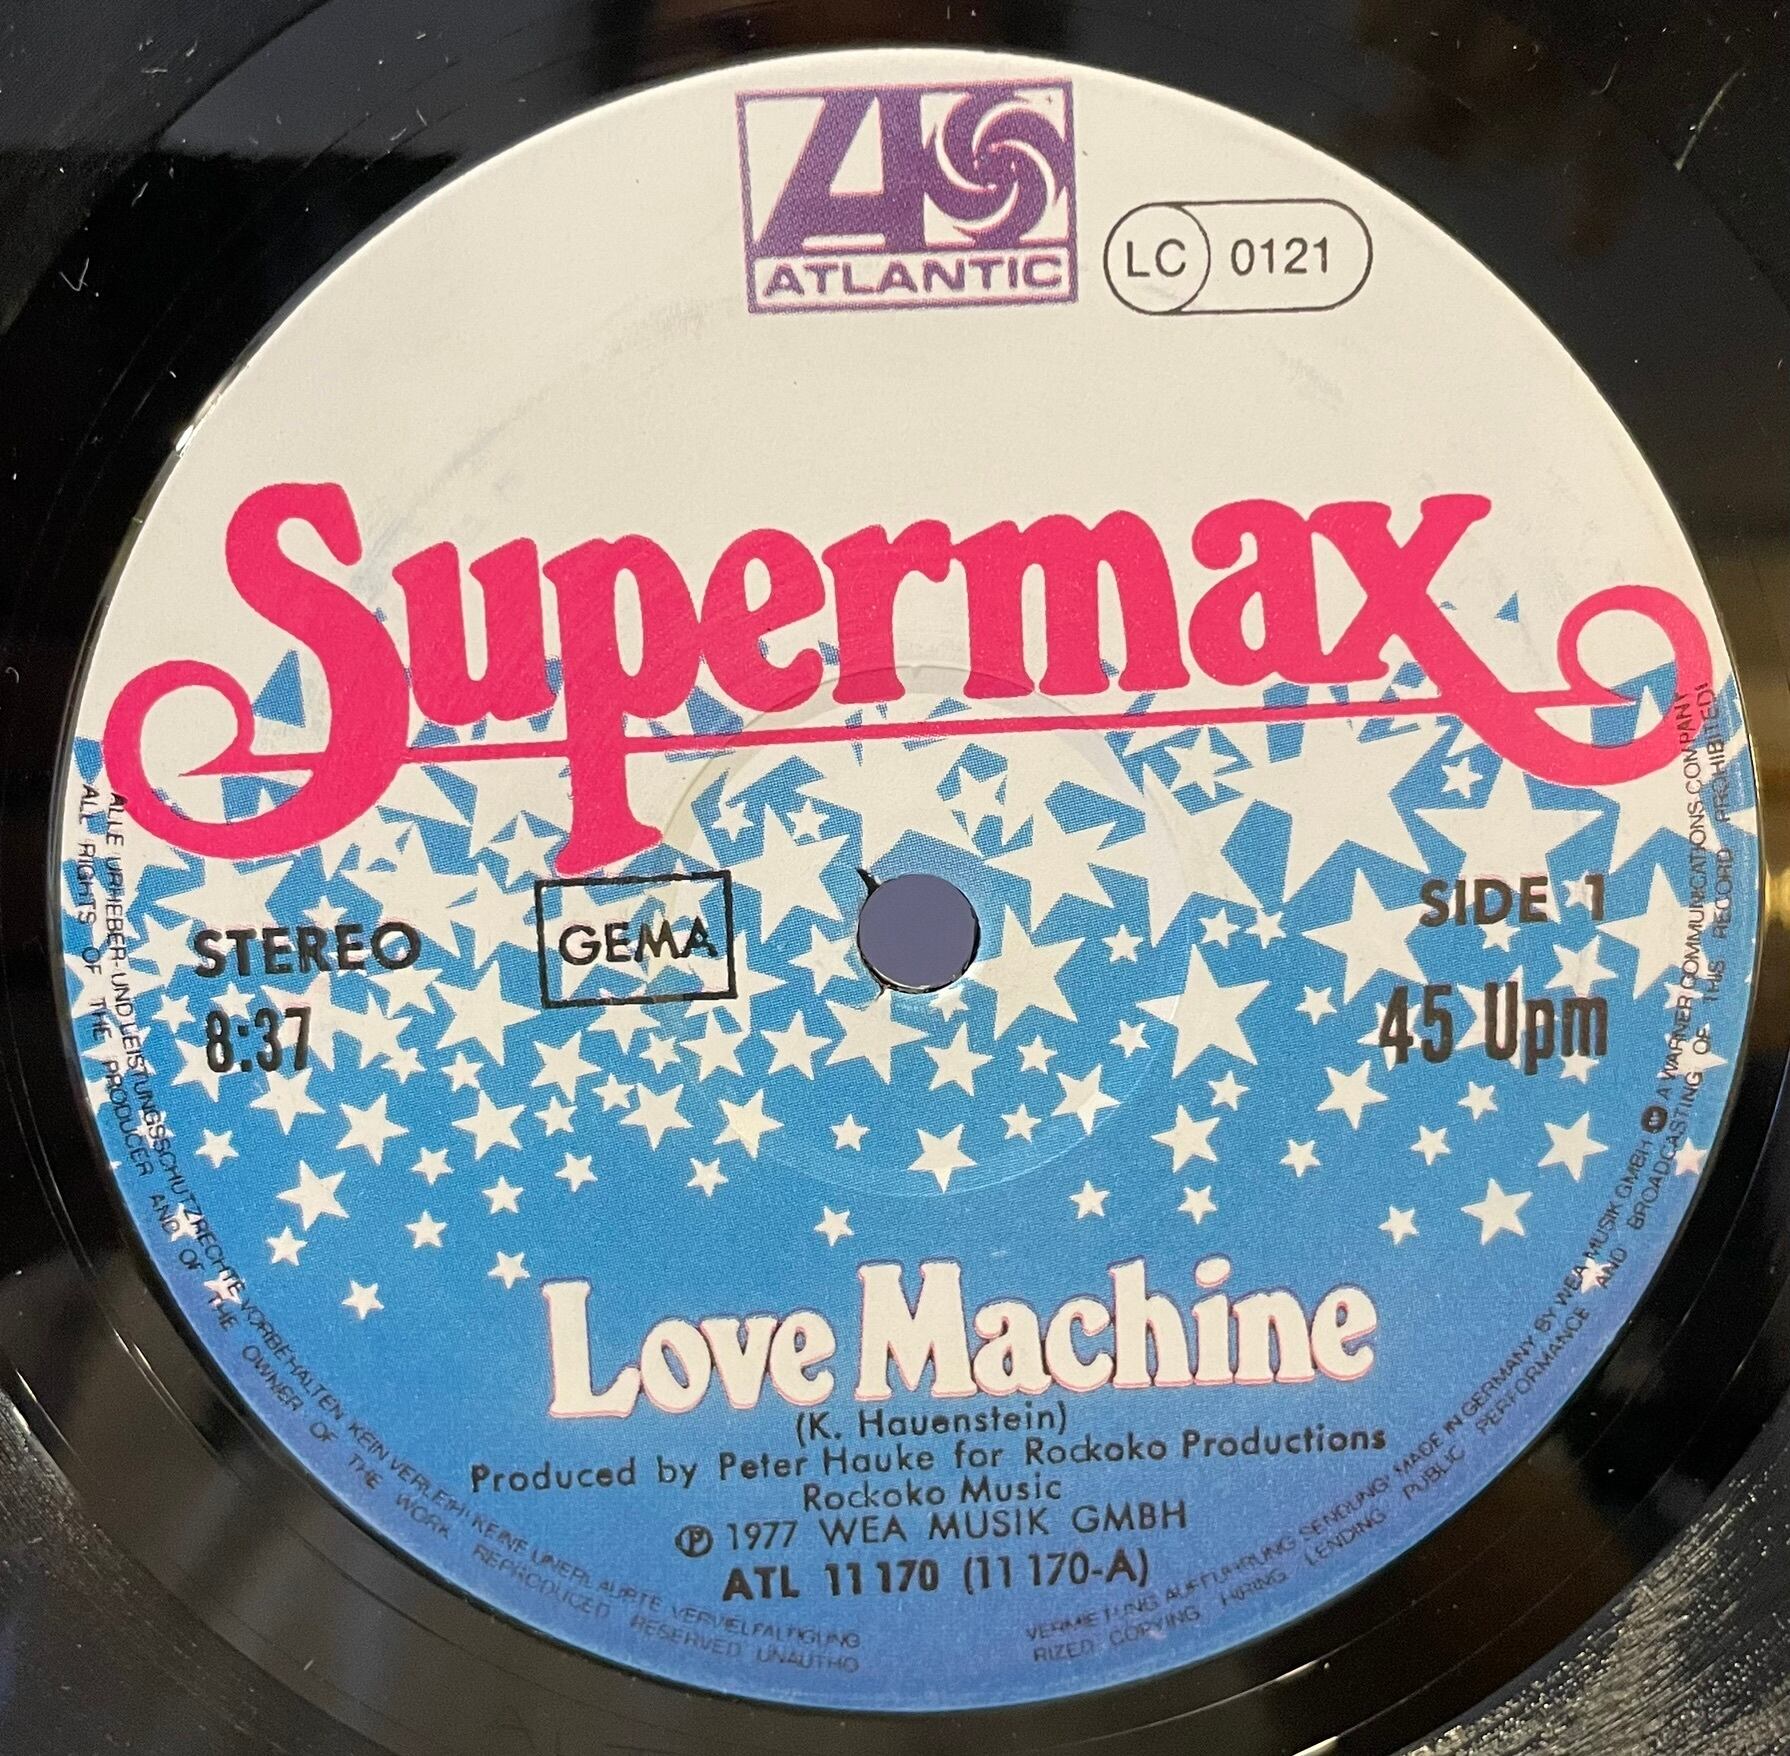 ATLANTIC
LC 0121
Supermax
STEREO
8:37
GEMA
SIDE 1
45 Upm
Love Machine
(K. Hauenstein)
Produced by Peter Hauke for Rockoko Productions
Rockoko Music
℗ 1977 WEA MUSIK GMBH
ATL 11 170 (11 170-A)
ALLE URHEBER- UND LEISTUNGSSCHUTZRECHTE VORBEHALTEN KEIN VERLEIH! KEINE UNERLAUBTE VERVIELFÄLTIGUNG VERMIETUNG AUFFÜHRUNG SENDUNG! MADE IN GERMANY BY WEA MUSIK GMBH A WARNER COMMUNICATIONS COMPANY
ALL RIGHTS OF THE PRODUCER AND OF THE OWNER OF THE WORK REPRODUCED RESERVED UNAUTHORIZED COPYING HIRING LENDING PUBLIC PERFORMANCE AND BROADCASTING OF THIS RECORD PROHIBITED!